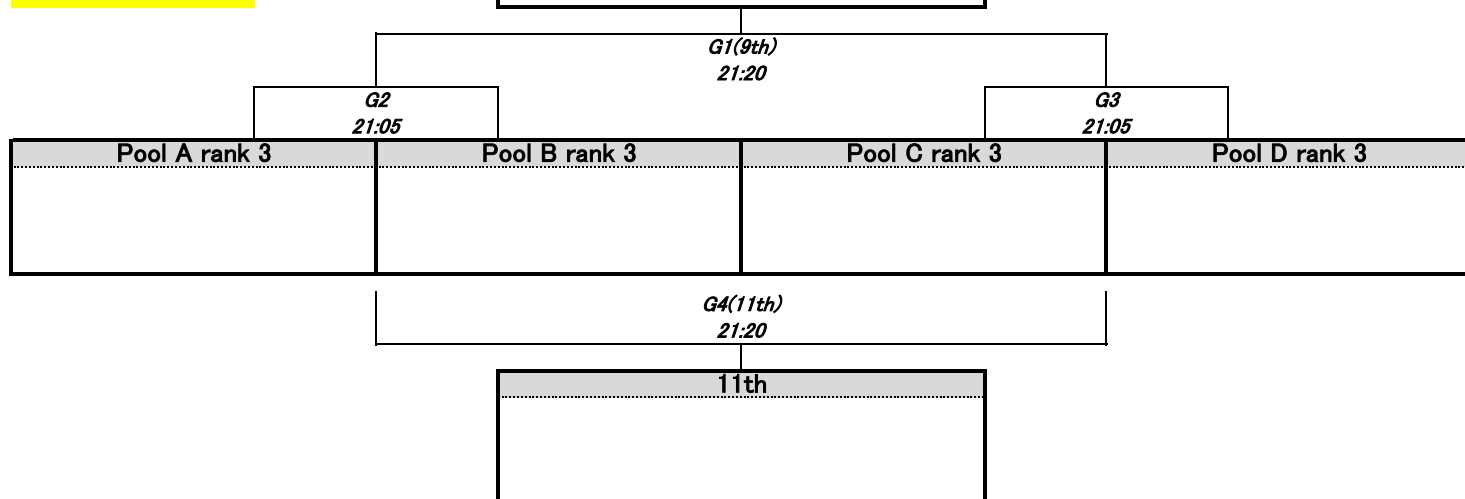 G1(9th)
21:20
G2
21:05
G3
21:05
Pool A rank 3
Pool B rank 3
Pool C rank 3
Pool D rank 3
G4(11th)
21:20
11th